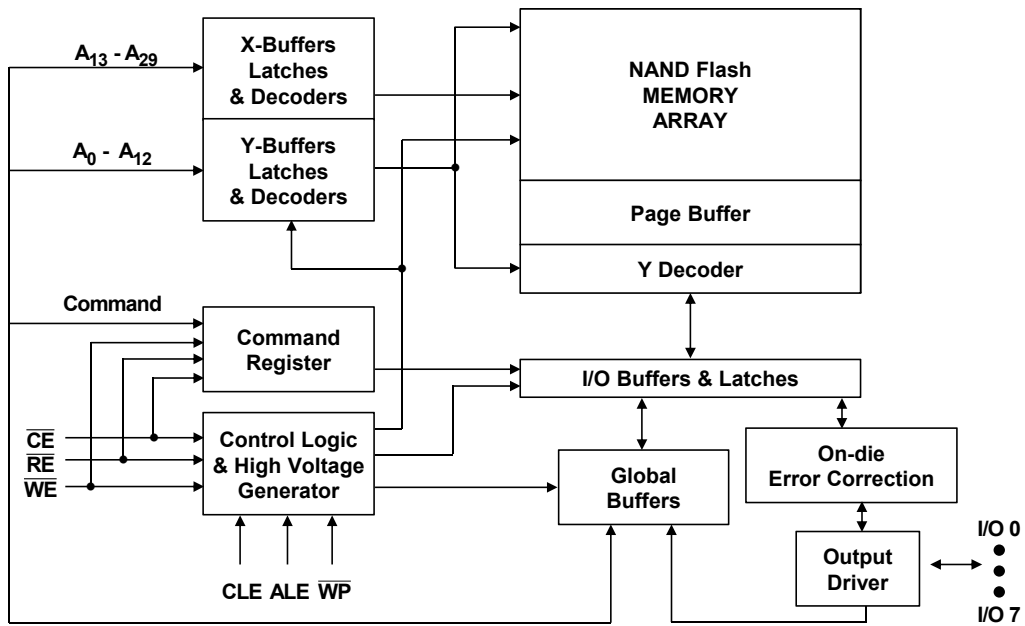 A13 - A29
X-Buffers
Latches
& Decoders
NAND Flash
MEMORY
ARRAY
A0 - A12
Y-Buffers
Latches
& Decoders
Page Buffer
Y Decoder
Command
Command
Register
I/O Buffers & Latches
CE
RE
WE
Control Logic
& High Voltage
Generator
Global
Buffers
On-die
Error Correction
Output
Driver
I/O 0
I/O 7
CLE ALE WP